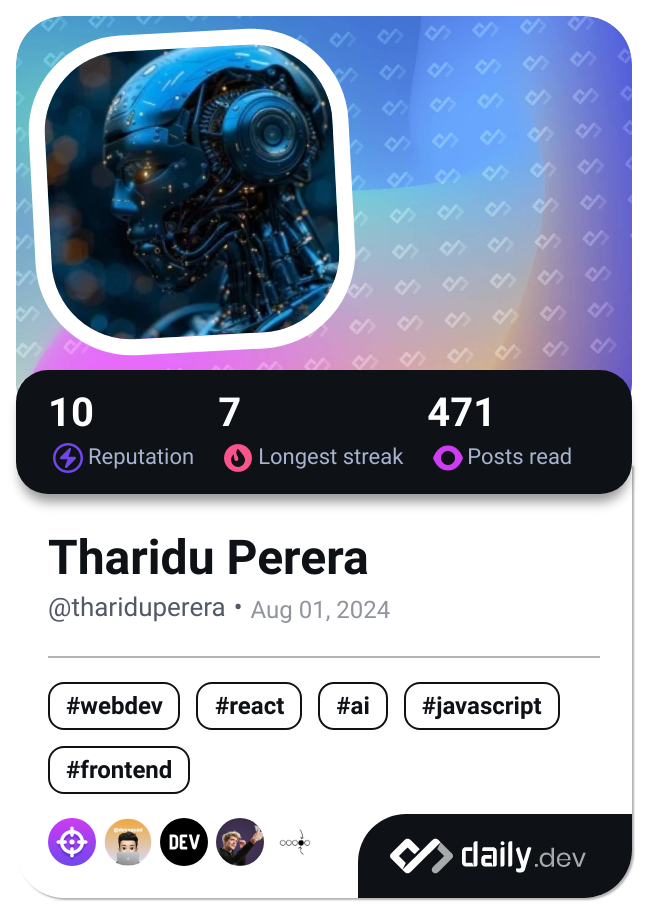 10 7 471
Reputation Longest streak Posts read
Tharidu Perera
@thariduperera • Aug 01, 2024
#webdev #react #ai #javascript
#frontend
DEV
daily.dev